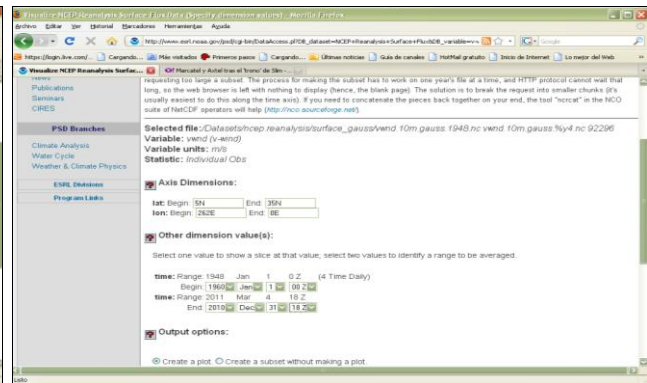 Visualize NCEP Reanalysis Surface Flux Data (Specify dimension values) - Mozilla Firefox
Archivo Editar Ver Historial Marcadores Herramientas Ayuda
http://www.esrl.noaa.gov/psd/cgi-bin/DataAccess.pl?DB_dataset=NCEP+Reanalysis+Surface+Flux&DB_variable=v
Google
https://login.live.com/... Cargando... Más visitados Primeros pasos Cargando... Últimas noticias Guía de canales HotMail gratuito Inicio de Internet Lo mejor del Web
Visualize NCEP Reanalysis Surfac...
News
Publications
Seminars
CIRES
PSD Branches
Climate Analysis
Water Cycle
Weather & Climate Physics
ESRL Divisions
Program Links
requesting too large a subset. The process for making the subset has to work on one year's file at a time, and HTTP protocol cannot wait that
long, so the web browser is left with nothing to display (hence, the blank page). The solution is to break the request into smaller chunks (it's
usually easiest to do this along the time axis). If you need to concatenate the pieces back together on your end, the tool "ncrcat" in the NCO
suite of NetCDF operators will help (http://nco.sourceforge.net/).
Selected file:/Datasets/ncep.reanalysis/surface_gauss/vwnd.10m.gauss.1948.nc vwnd.10m.gauss.%y4.nc 92296
Variable: vwnd (v-wind)
Variable units: m/s
Statistic: Individual Obs
Axis Dimensions:
lat: Begin: 5N End: 35N
lon: Begin: 262E End: 0E
Other dimension value(s):
Select one value to show a slice at that value, select two values to identify a range to be averaged.
time: Range: 1948 Jan 1 0 Z (4 Time Daily)
Begin: 1960 Jan 1 00 Z
time: Range: 2011 Mar 4 18 Z
End: 2010 Dec 31 18 Z
Output options:
Create a plot. Create a subset without making a plot.
Listo